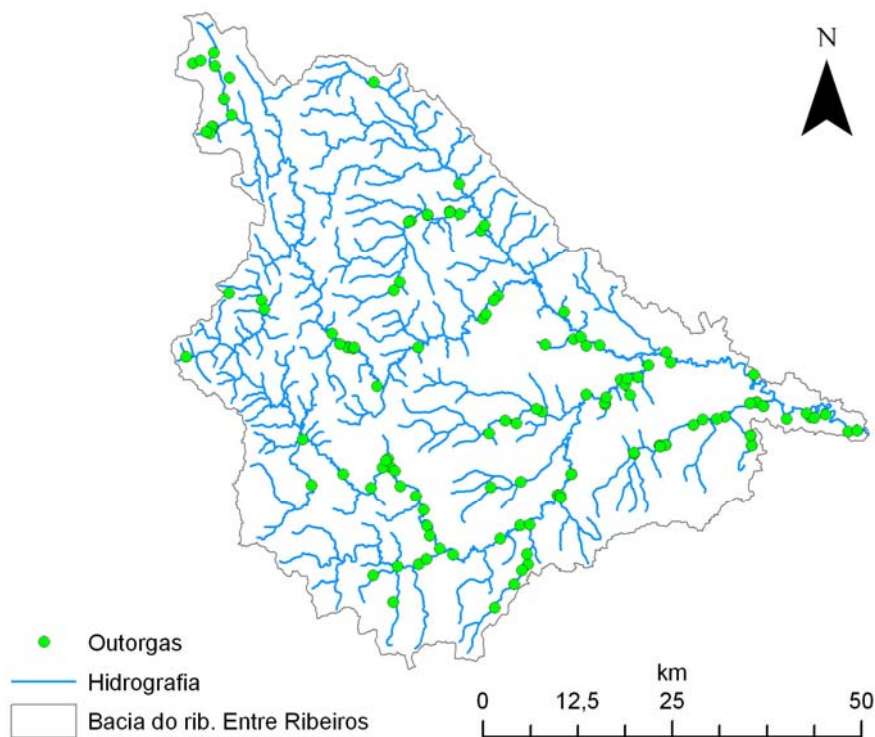 N
Outorgas
Hidrografia
Bacia do rib. Entre Ribeiros
km
0 12,5 25 50